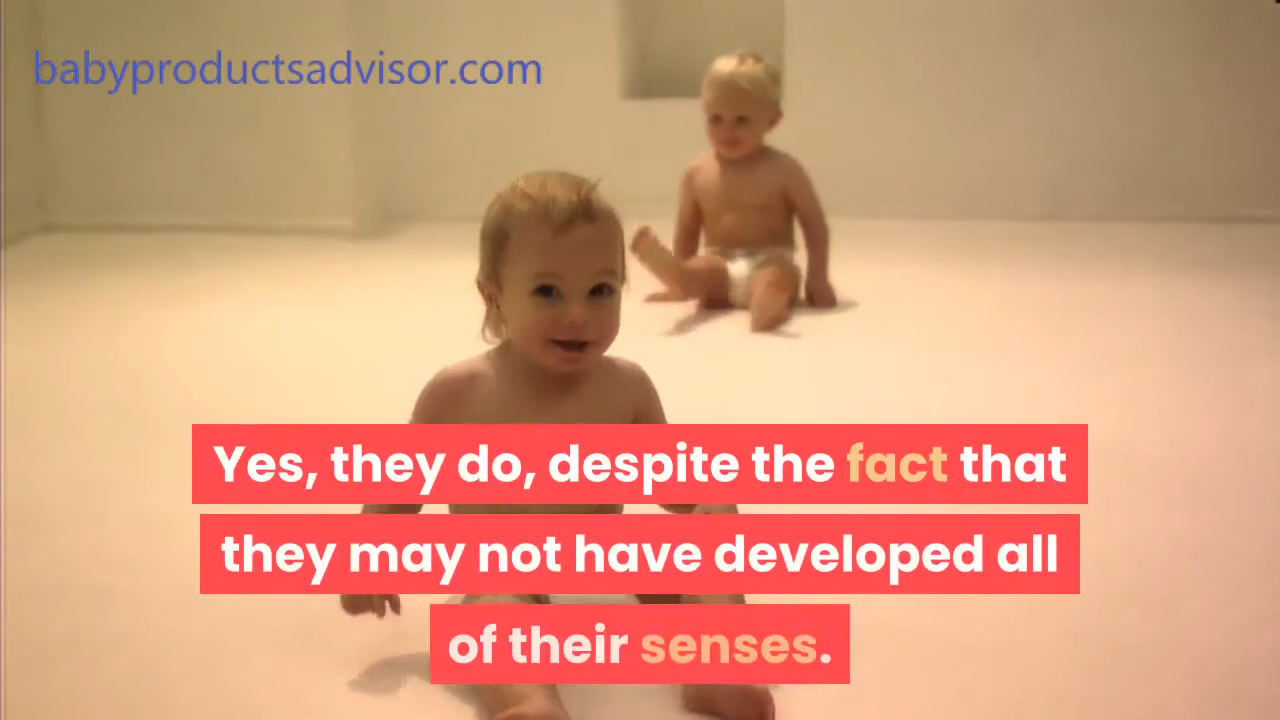 babyproductsadvisor.com
Yes, they do, despite the fact that
they may not have developed all
of their senses.